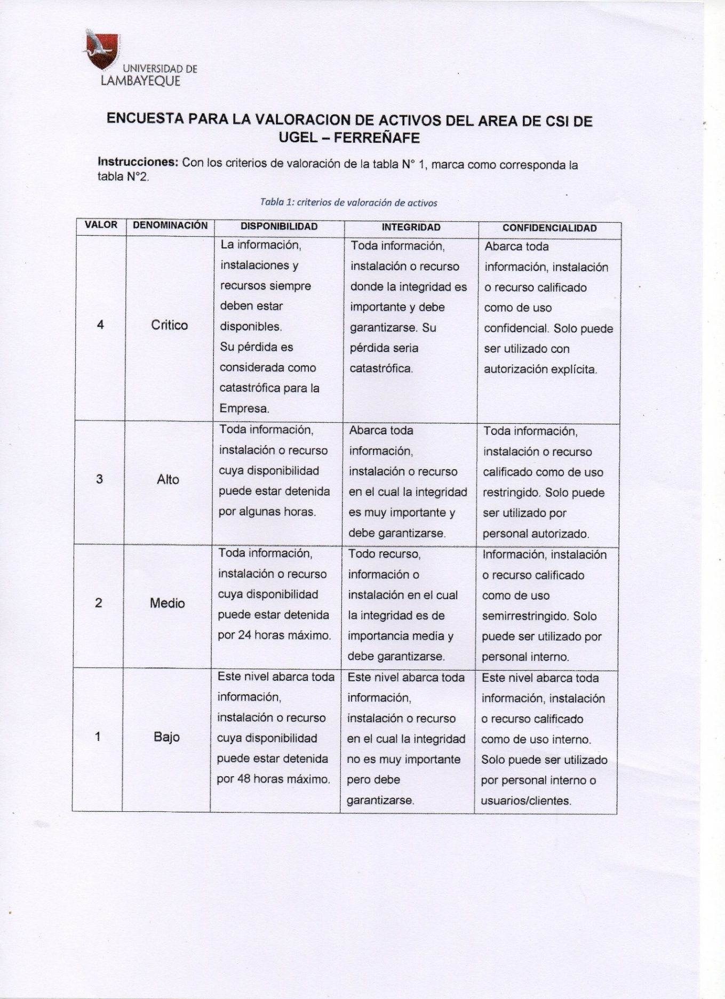 UNIVERSIDAD DE
LAMBAYEQUE
ENCUESTA PARA LA VALORACION DE ACTIVOS DEL AREA DE CSI DE
UGEL – FERREÑAFE
Instrucciones: Con los criterios de valoración de la tabla N° 1, marca como corresponda la
tabla N°2.
Tabla 1: criterios de valoración de activos
VALOR DENOMINACIÓN DISPONIBILIDAD INTEGRIDAD CONFIDENCIALIDAD
4
Critico
La información,
instalaciones y
recursos siempre
deben estar
disponibles.
Su pérdida es
considerada como
catastrófica para la
Empresa.
Toda información,
instalación o recurso
donde la integridad es
importante y debe
garantizarse. Su
pérdida seria
catastrófica.
Abarca toda
información, instalación
o recurso calificado
como de uso
confidencial. Solo puede
ser utilizado con
autorización explícita.
3
Alto
Toda información,
instalación o recurso
cuya disponibilidad
puede estar detenida
por algunas horas.
Abarca toda
información,
instalación o recurso
en el cual la integridad
es muy importante y
debe garantizarse.
Toda información,
instalación o recurso
calificado como de uso
restringido. Solo puede
ser utilizado por
personal autorizado.
2
Medio
Toda información,
instalación o recurso
cuya disponibilidad
puede estar detenida
por 24 horas máximo.
Todo recurso,
información o
instalación en el cual
la integridad es de
importancia media y
debe garantizarse.
Información, instalación
o recurso calificado
como de uso
semirrestringido. Solo
puede ser utilizado por
personal interno.
1
Bajo
Este nivel abarca toda
información,
instalación o recurso
cuya disponibilidad
puede estar detenida
por 48 horas máximo.
Este nivel abarca toda
información,
instalación o recurso
en el cual la integridad
no es muy importante
pero debe
garantizarse.
Este nivel abarca toda
información, instalación
o recurso calificado
como de uso interno.
Solo puede ser utilizado
por personal interno o
usuarios/clientes.